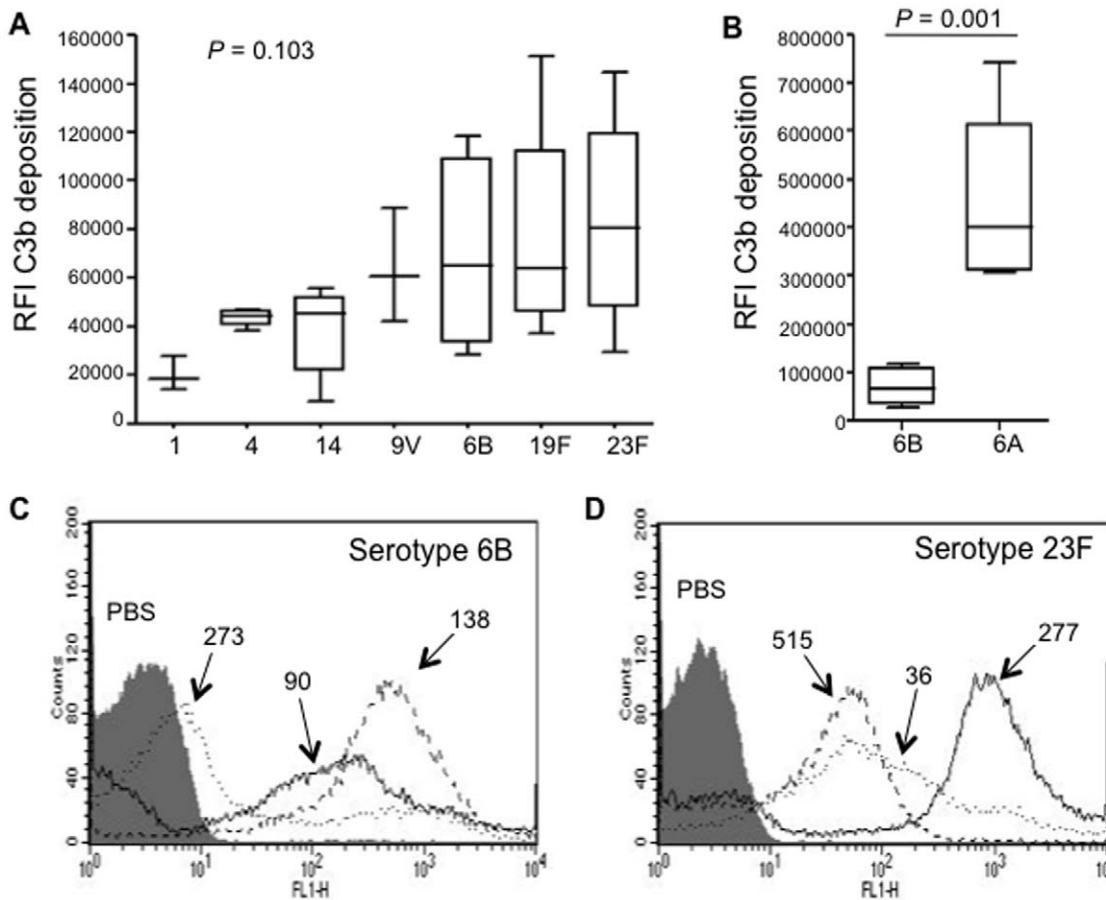 A
P = 0.103
RFI C3b deposition
160000
140000
120000
100000
80000
60000
40000
20000
0
1 4 14 9V 6B 19F 23F
B
P = 0.001
RFI C3b deposition
800000
700000
600000
500000
400000
300000
200000
100000
0
6B 6A
C
Serotype 6B
PBS
273
90
138
Counts
200
160
120
80
40
0
10^0 10^1 10^2 10^3 10^4
FL1-H
D
Serotype 23F
PBS
515
36
277
Counts
200
160
120
80
40
0
10^0 10^1 10^2 10^3
FL1-H